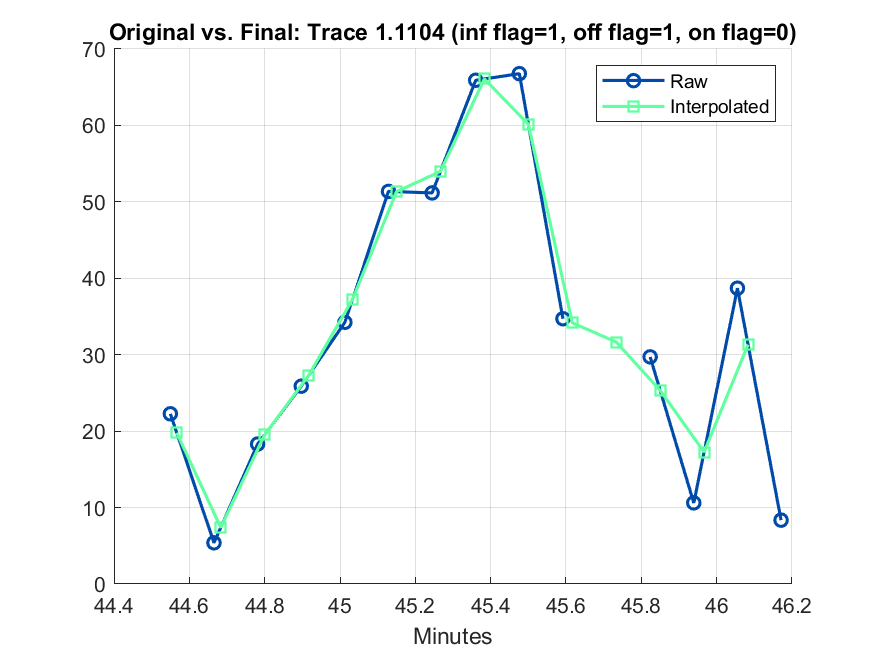 Original vs. Final: Trace 1.1104 (inf flag=1, off flag=1, on flag=0)
70
60
50
40
30
20
10
0
Raw
Interpolated
44.4 44.6 44.8 45 45.2 45.4 45.6 45.8 46 46.2
Minutes